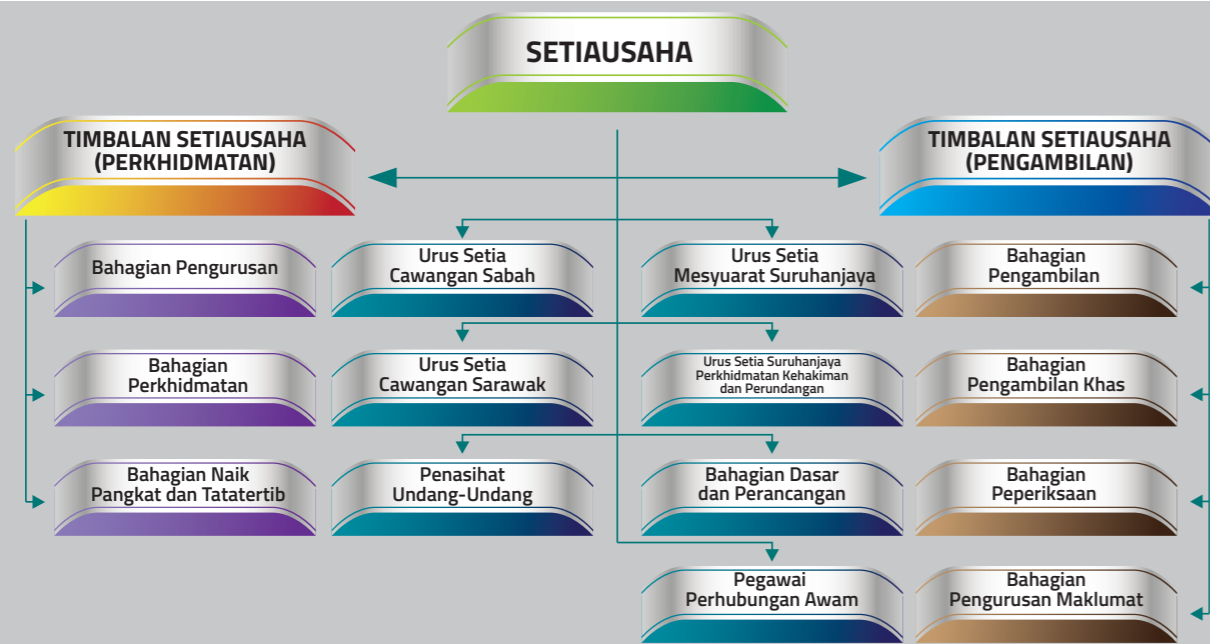 SETIAUSAHA
TIMBALAN SETIAUSAHA
(PERKHIDMATAN)
TIMBALAN SETIAUSAHA
(PENGAMBILAN)
Bahagian Pengurusan
Urus Setia
Cawangan Sabah
Urus Setia
Mesyuarat Suruhanjaya
Bahagian
Pengambilan
Bahagian
Perkhidmatan
Urus Setia
Cawangan Sarawak
Urus Setia Suruhanjaya
Perkhidmatan Kehakiman
dan Perundangan
Bahagian
Pengambilan Khas
Bahagian Naik
Pangkat dan Tatatertib
Penasihat
Undang-Undang
Bahagian Dasar
dan Perancangan
Bahagian
Peperiksaan
Pegawai
Perhubungan Awam
Bahagian
Pengurusan Maklumat